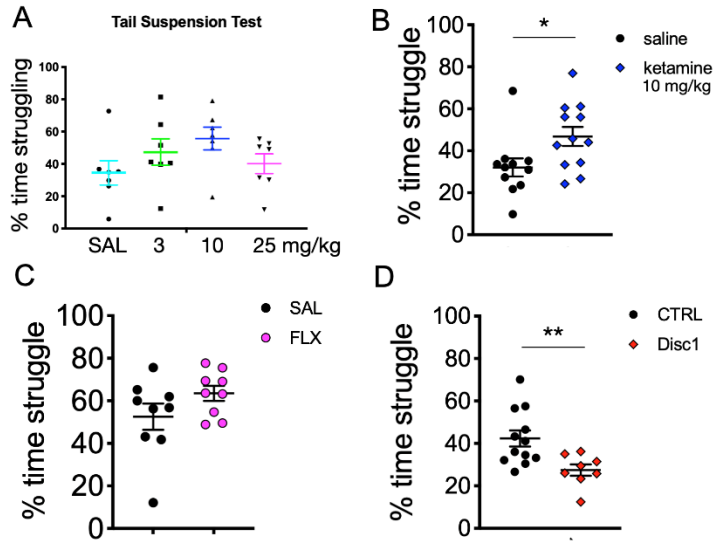 A
Tail Suspension Test
% time struggling
100
80
60
40
20
0
SAL 3 10 25 mg/kg
B
*
saline
ketamine
10 mg/kg
% time struggle
100
80
60
40
20
0
C
SAL
FLX
% time struggle
100
80
60
40
20
0
D
**
CTRL
Disc1
% time struggle
100
80
60
40
20
0